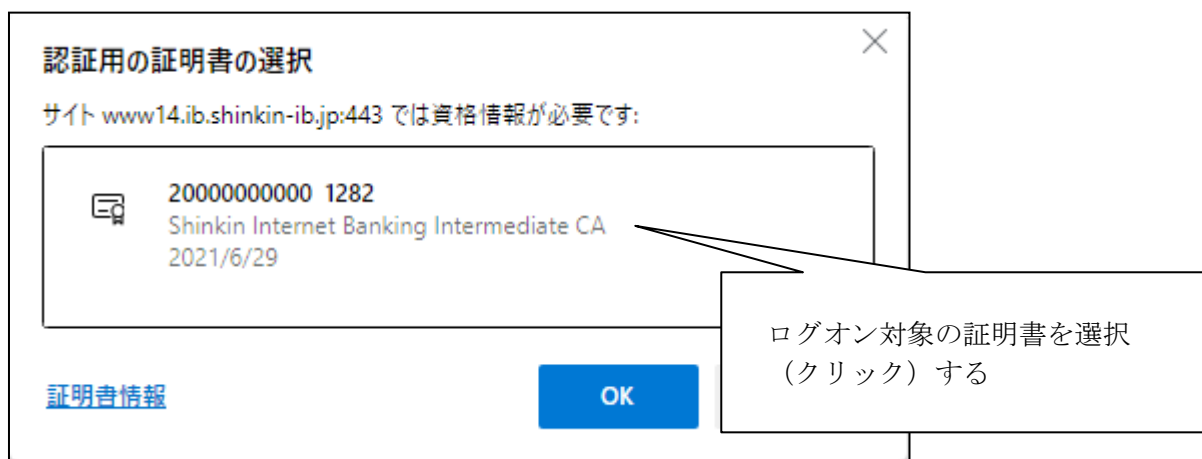 認証用の証明書の選択
サイト www14.ib.shinkin-ib.jp:443 では資格情報が必要です:
20000000000 1282
Shinkin Internet Banking Intermediate CA
2021/6/29
ログオン対象の証明書を選択
（クリック）する
証明書情報
OK